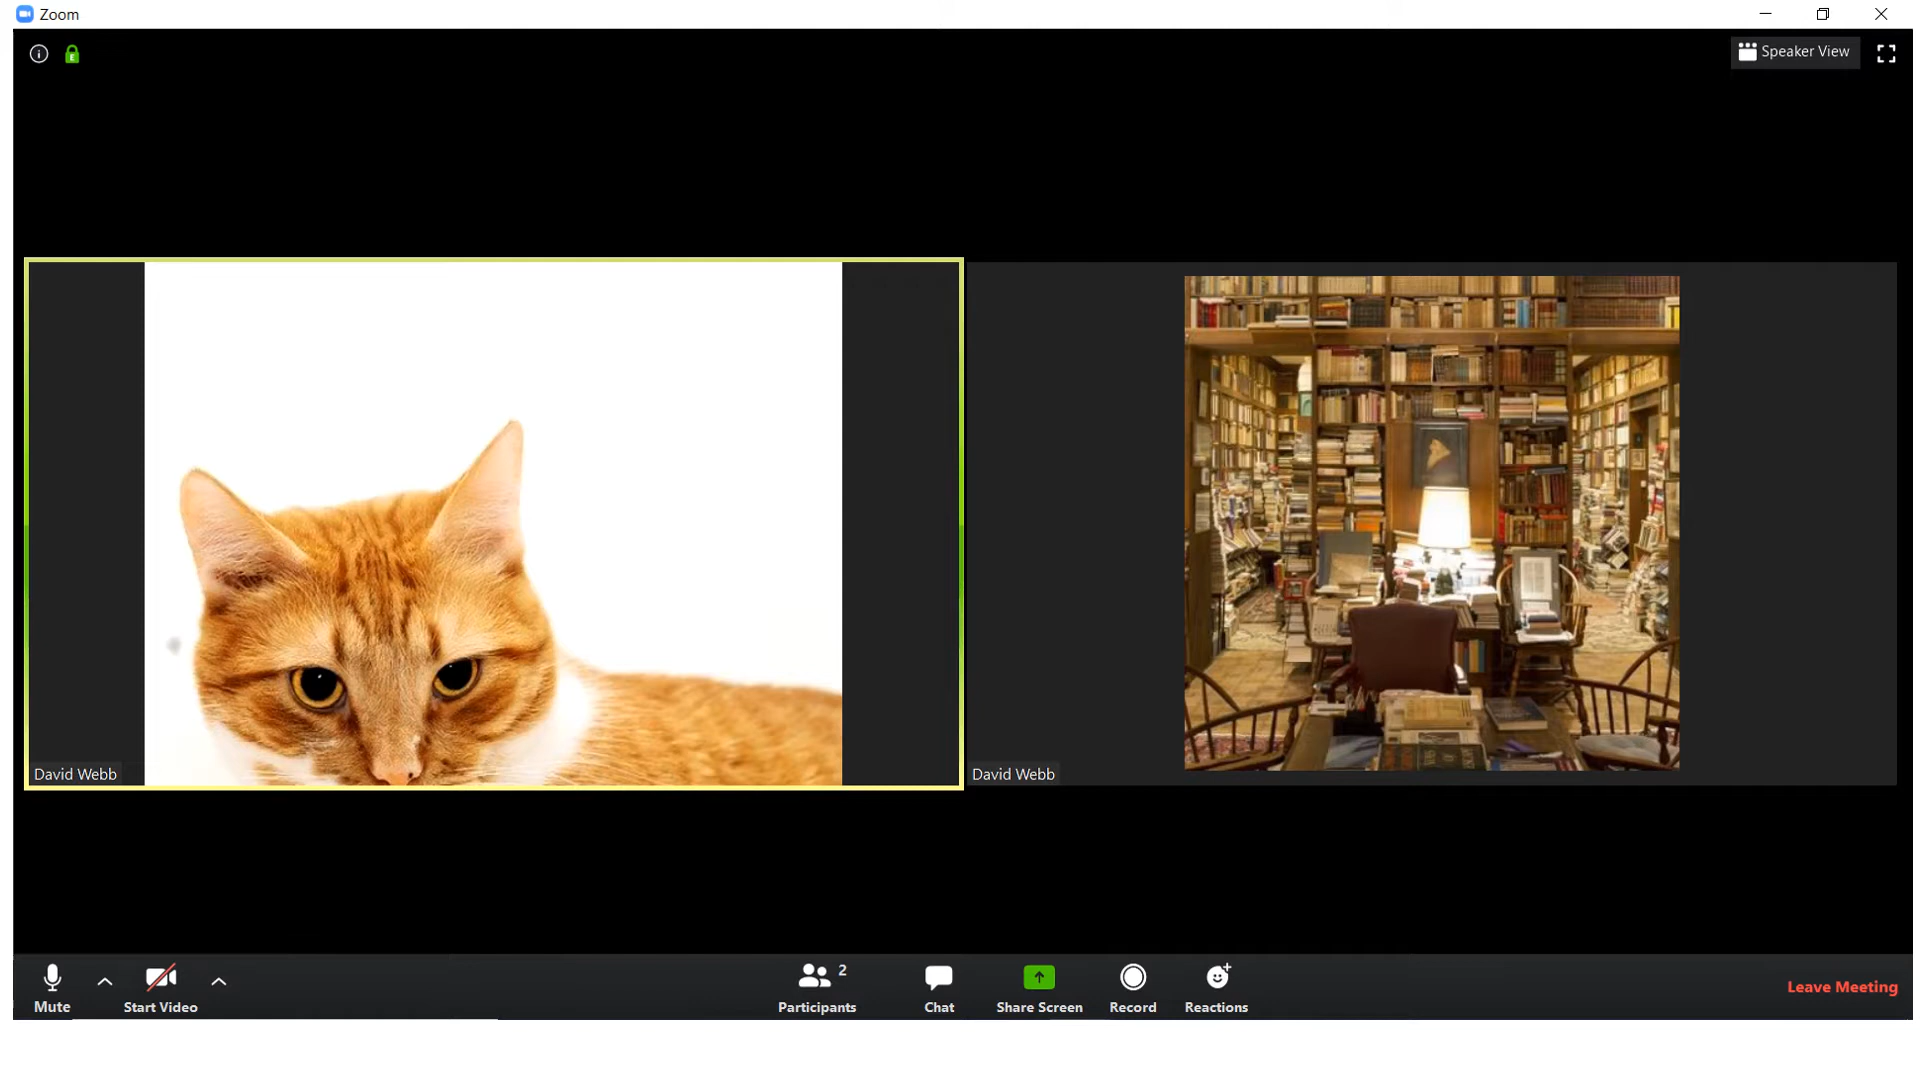 Zoom
Speaker View
David Webb
David Webb
Mute
Start Video
Participants
2
Chat
Share Screen
Record
Reactions
Leave Meeting